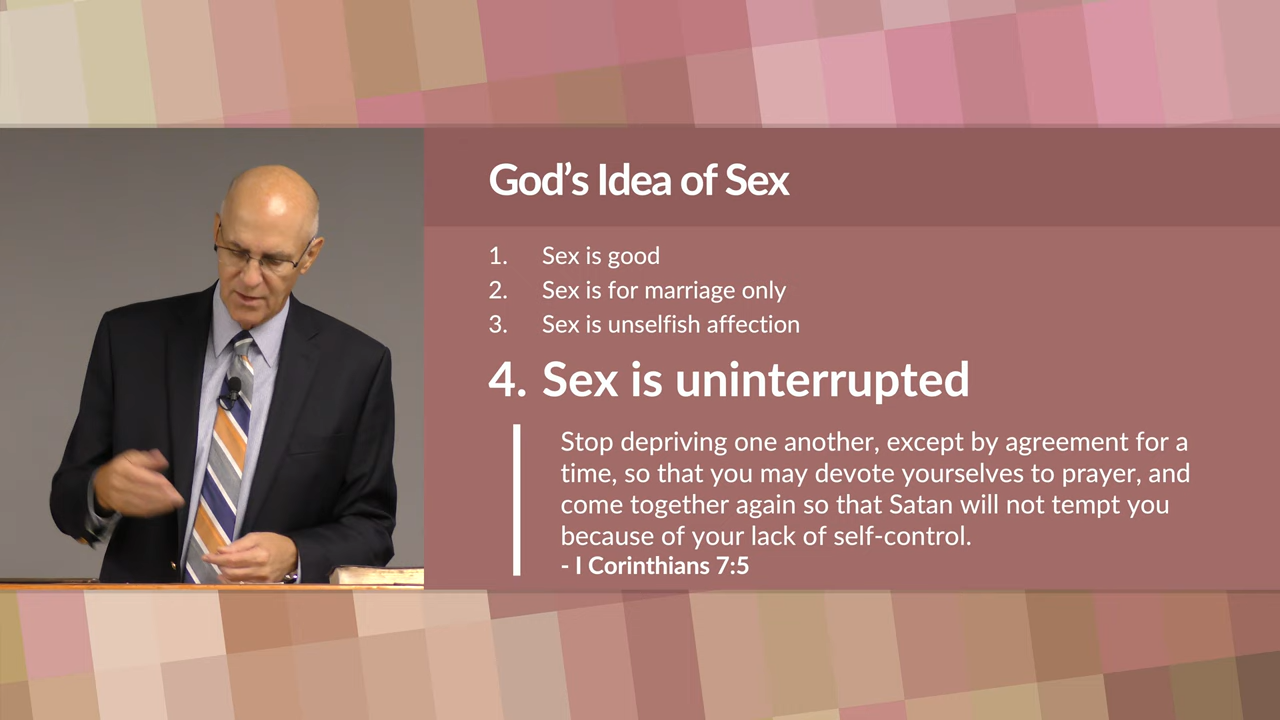 God’s Idea of Sex
1. Sex is good
2. Sex is for marriage only
3. Sex is unselfish affection
4. Sex is uninterrupted
Stop depriving one another, except by agreement for a
time, so that you may devote yourselves to prayer, and
come together again so that Satan will not tempt you
because of your lack of self-control.
- I Corinthians 7:5